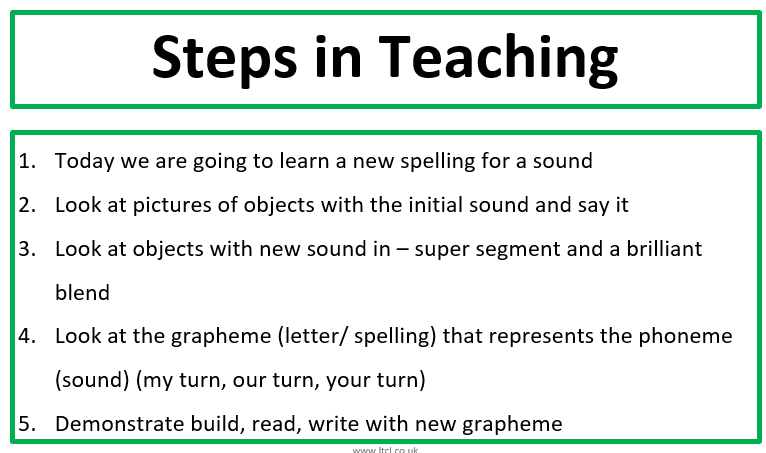 Steps in Teaching
1. Today we are going to learn a new spelling for a sound
2. Look at pictures of objects with the initial sound and say it
3. Look at objects with new sound in – super segment and a brilliant
blend
4. Look at the grapheme (letter/ spelling) that represents the phoneme
(sound) (my turn, our turn, your turn)
5. Demonstrate build, read, write with new grapheme
www.ltcl.co.uk